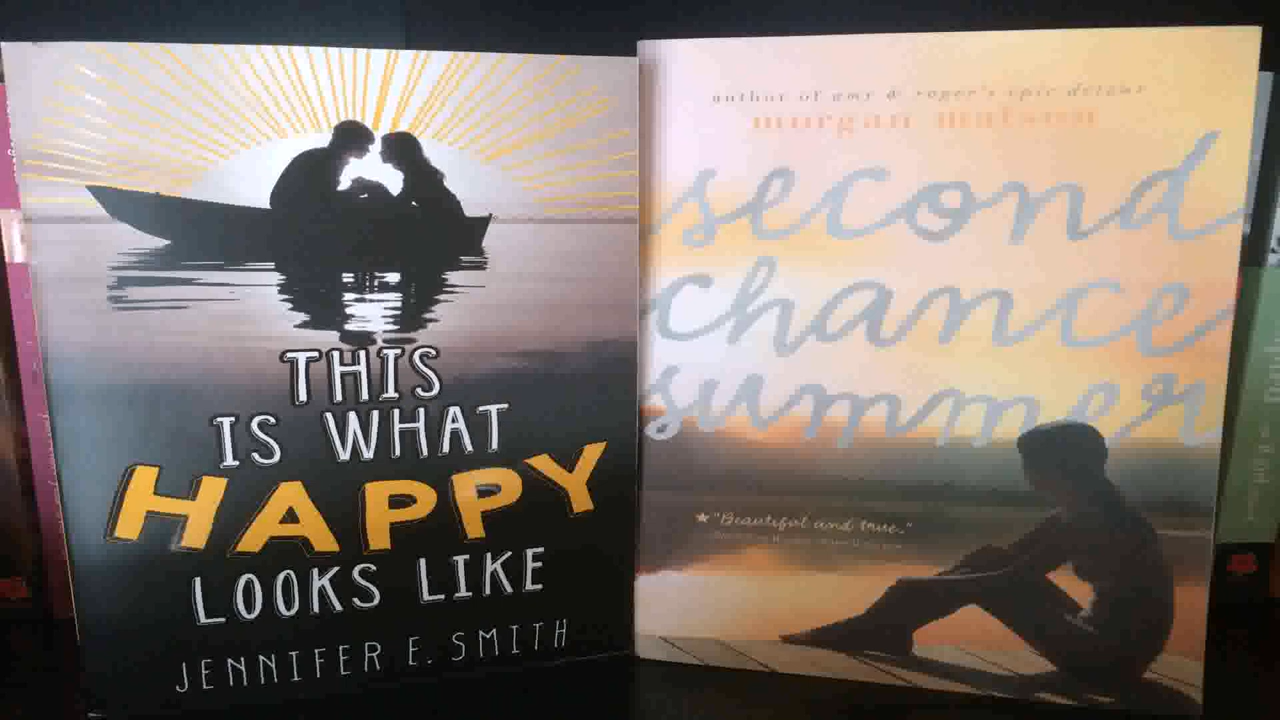 THIS
IS WHAT
HAPPY
LOOKS LIKE
JENNIFER E. SMITH
author of amy & roger's epic detour
morgan matson
second
chance
summer
★"Beautiful and true."